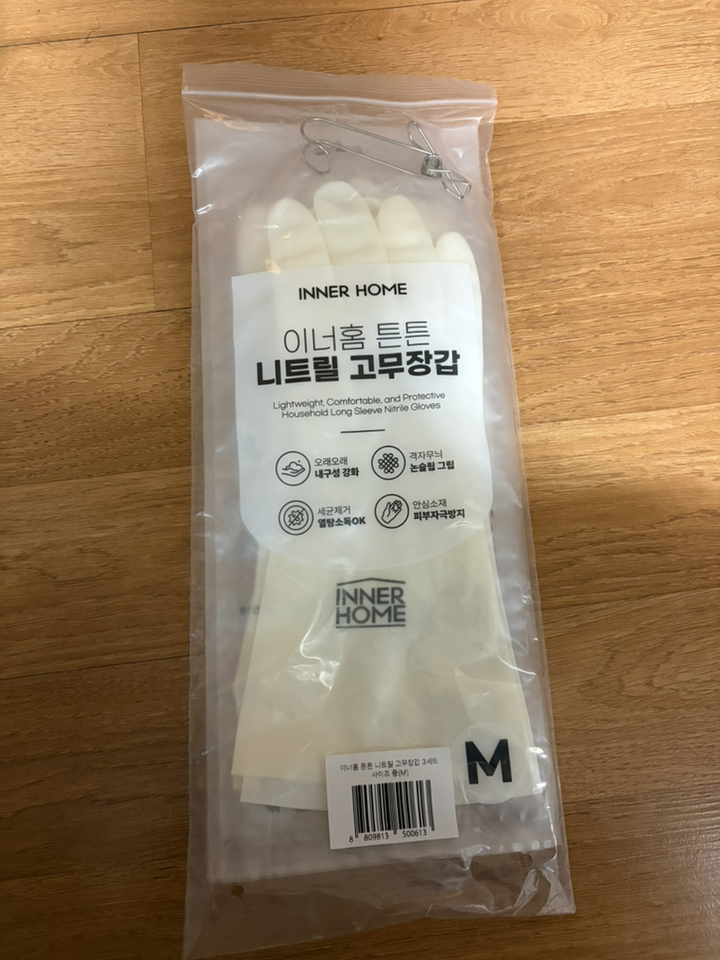 INNER HOME
이너홈 튼튼
니트릴 고무장갑
Lightweight, Comfortable, and Protective
Household Long Sleeve Nitrile Gloves
오래오래
내구성 강화
격자무늬
논슬립 그립
세균제거
열탕소독OK
안심소재
피부자극방지
INNER
HOME
M
이너홈 튼튼 니트릴 고무장갑 3세트
사이즈 중(M)
8 809813 500613